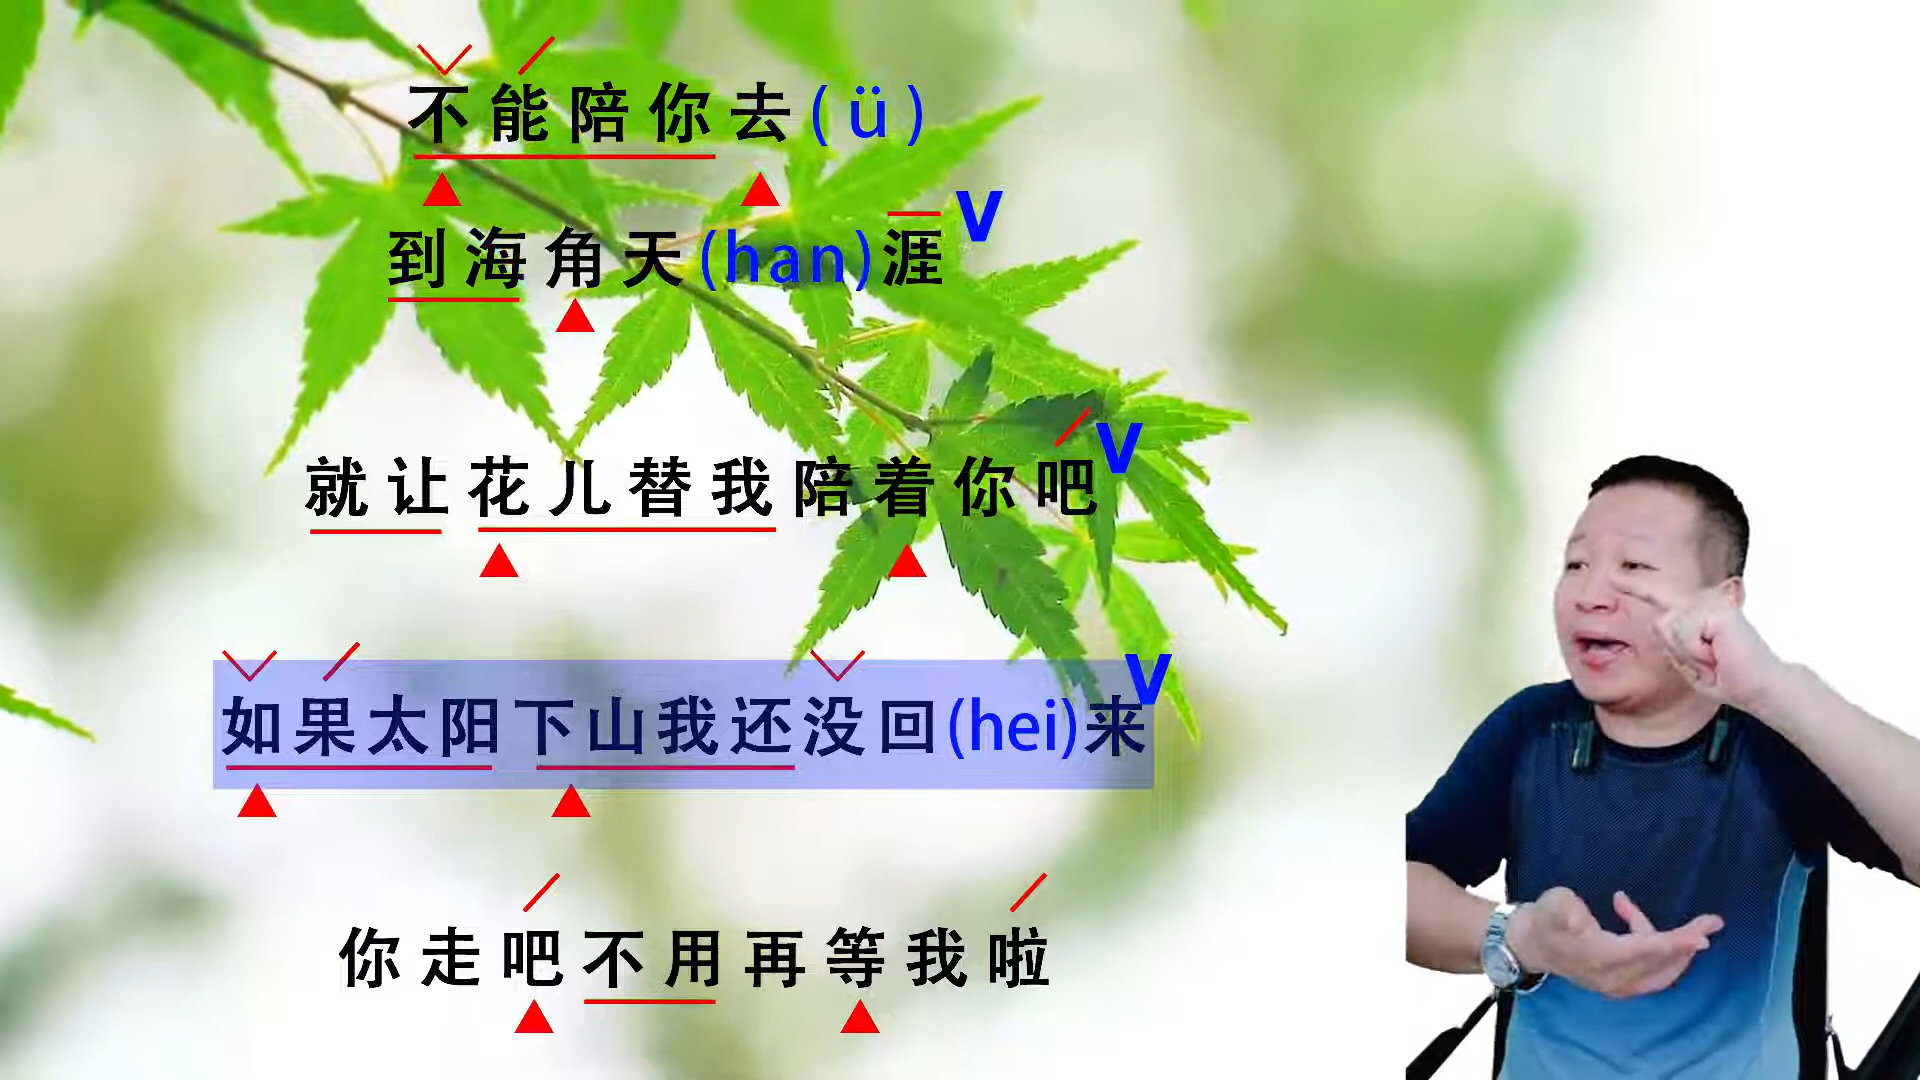 不能陪你去(ü)
到海角天(han)涯 V
就让花儿替我陪着你吧 V
如果太阳下山我还没回(hei)来 V
你走吧不用再等我啦